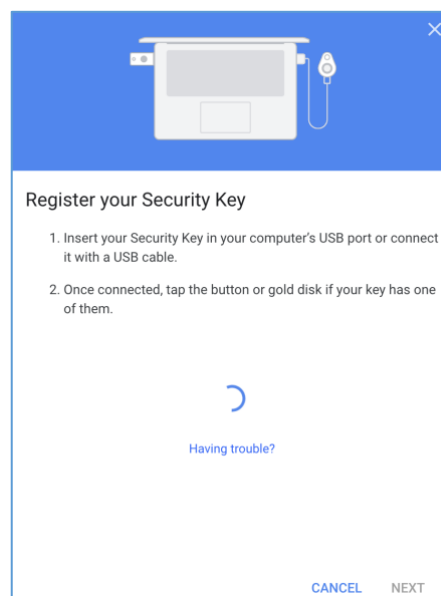 Register your Security Key
1. Insert your Security Key in your computer's USB port or connect
it with a USB cable.
2. Once connected, tap the button or gold disk if your key has one
of them.
Having trouble?
CANCEL NEXT